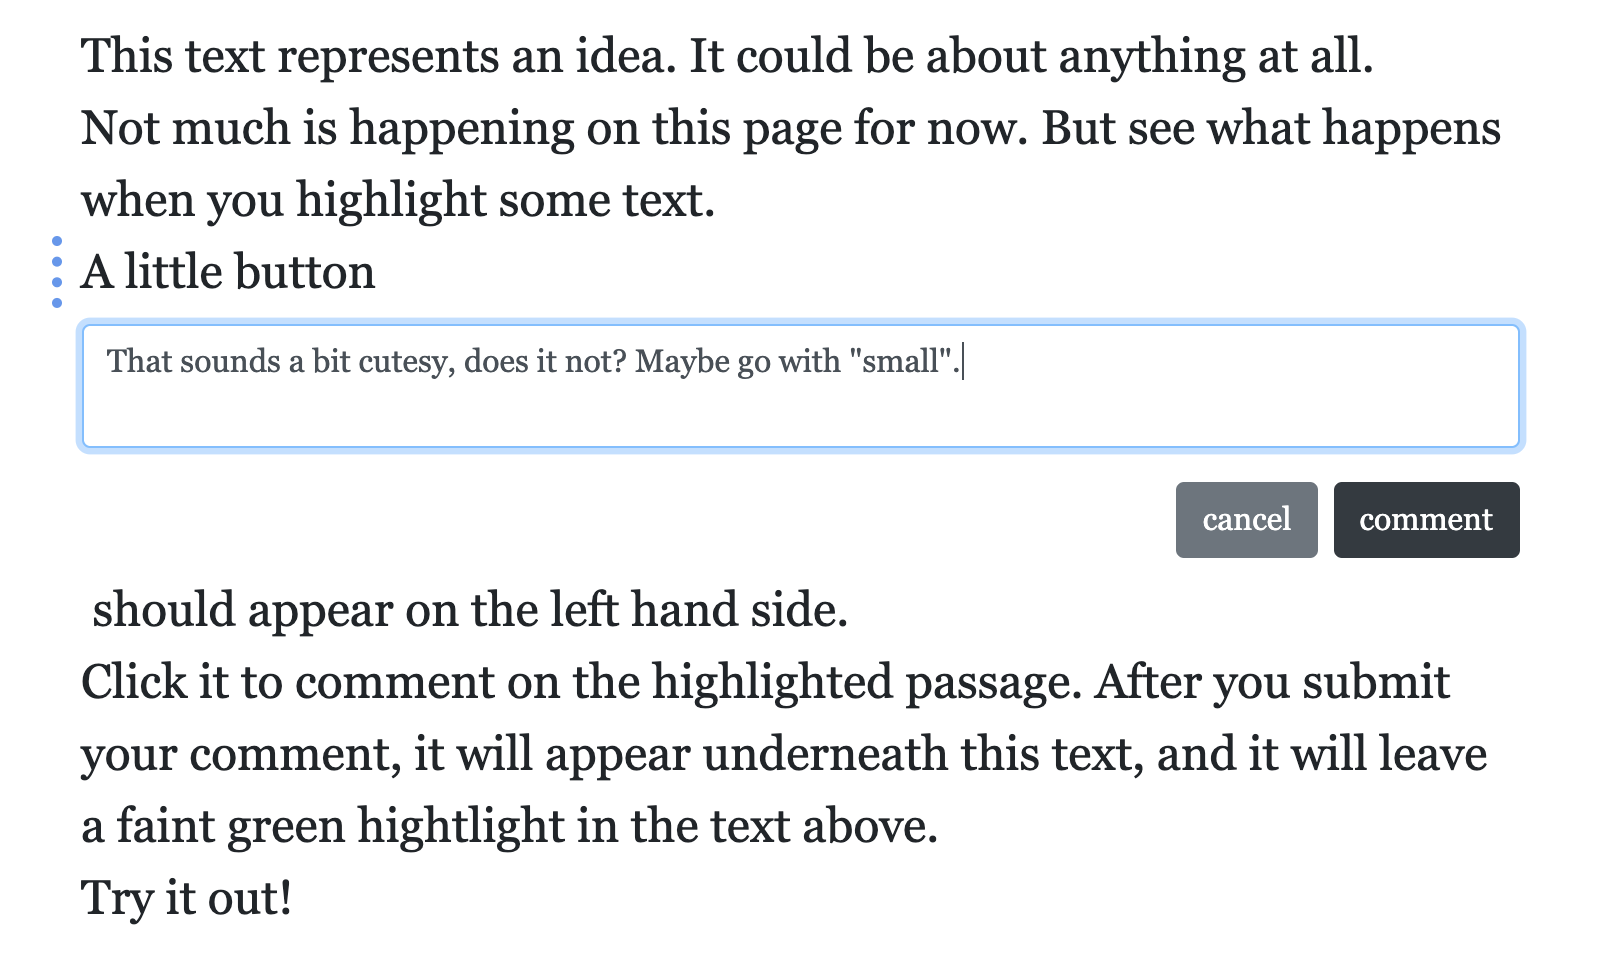 This text represents an idea. It could be about anything at all.
Not much is happening on this page for now. But see what happens
when you highlight some text.
A little button
That sounds a bit cutesy, does it not? Maybe go with "small".
cancel comment
should appear on the left hand side.
Click it to comment on the highlighted passage. After you submit
your comment, it will appear underneath this text, and it will leave
a faint green hightlight in the text above.
Try it out!